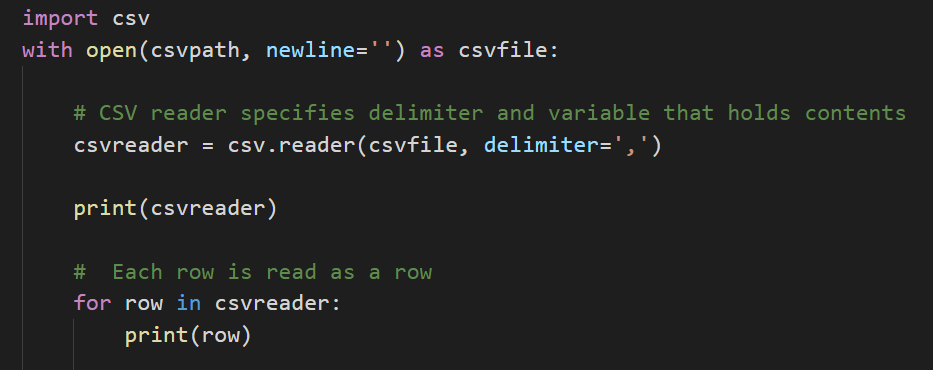 import csv
with open(csvpath, newline='') as csvfile:
    # CSV reader specifies delimiter and variable that holds contents
    csvreader = csv.reader(csvfile, delimiter=',')
    print(csvreader)
    #  Each row is read as a row
    for row in csvreader:
        print(row)